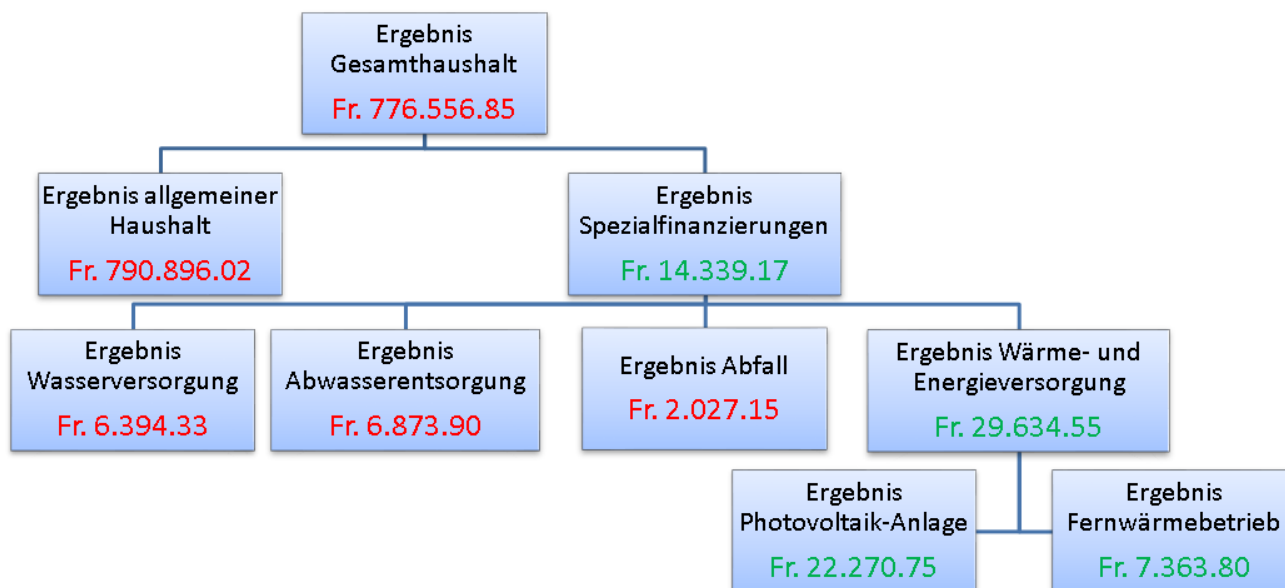 Ergebnis
Gesamthaushalt
Fr. 776.556.85
Ergebnis allgemeiner
Haushalt
Fr. 790.896.02
Ergebnis
Spezialfinanzierungen
Fr. 14.339.17
Ergebnis
Wasserversorgung
Fr. 6.394.33
Ergebnis
Abwasserentsorgung
Fr. 6.873.90
Ergebnis Abfall
Fr. 2.027.15
Ergebnis Wärme- und
Energieversorgung
Fr. 29.634.55
Ergebnis
Photovoltaik-Anlage
Fr. 22.270.75
Ergebnis
Fernwärmebetrieb
Fr. 7.363.80